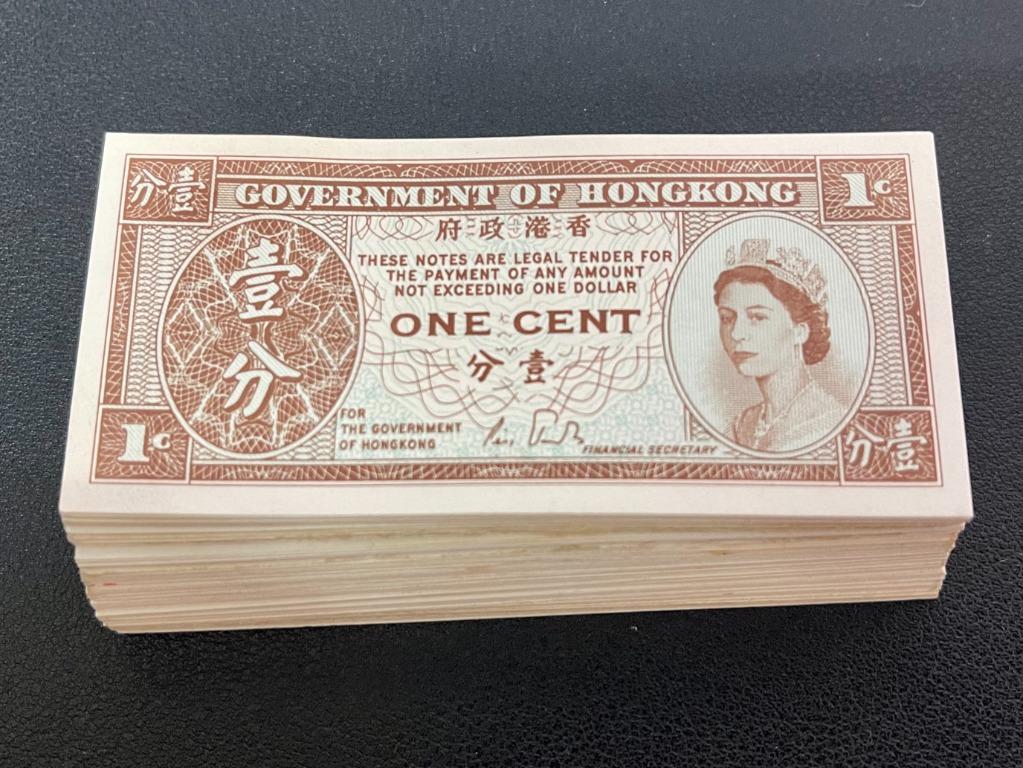 分壹
GOVERNMENT OF HONGKONG
1c
府政港香
THESE NOTES ARE LEGAL TENDER FOR
THE PAYMENT OF ANY AMOUNT
NOT EXCEEDING ONE DOLLAR
壹
分
ONE CENT
分壹
FOR
THE GOVERNMENT
OF HONGKONG
FINANCIAL SECRETARY
1c
分壹